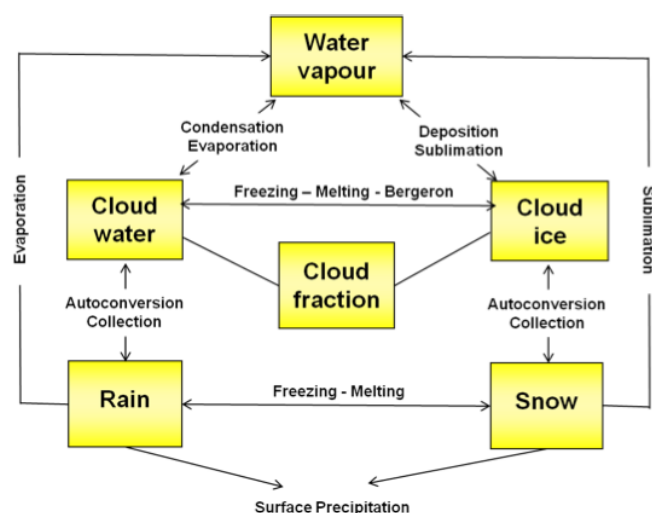 Water
vapour
Condensation
Evaporation
Deposition
Sublimation
Evaporation
Sublimation
Cloud
water
Freezing – Melting - Bergeron
Cloud
ice
Cloud
fraction
Autoconversion
Collection
Autoconversion
Collection
Rain
Freezing - Melting
Snow
Surface Precipitation